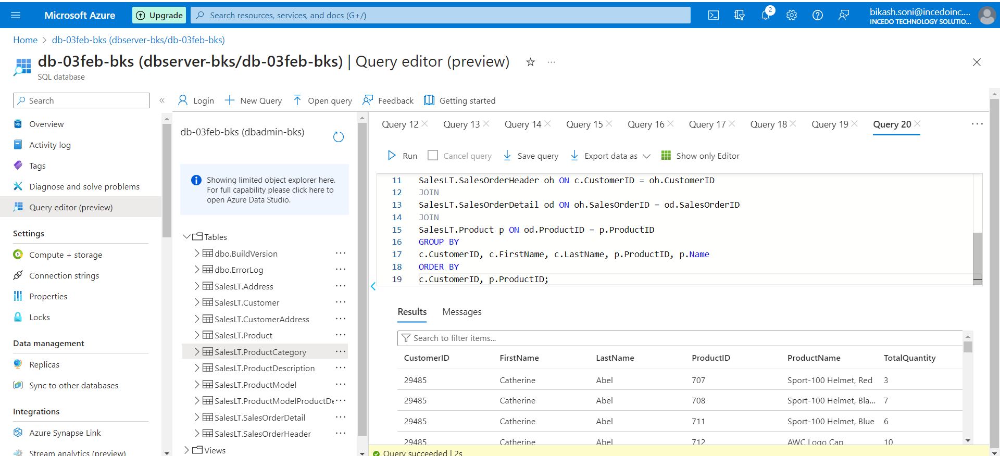 Microsoft Azure
Upgrade
Search resources, services, and docs (G+/)
2
bikash.soni@incedoinc....
INCEDO TECHNOLOGY SOLUTIO...
Home > db-03feb-bks (dbserver-bks/db-03feb-bks)
db-03feb-bks (dbserver-bks/db-03feb-bks) | Query editor (preview)
SQL database
Search
Overview
Activity log
Tags
Diagnose and solve problems
Query editor (preview)
Settings
Compute + storage
Connection strings
Properties
Locks
Data management
Replicas
Sync to other databases
Integrations
Azure Synapse Link
Stream analytics (preview)
Login
New Query
Open query
Feedback
Getting started
db-03feb-bks (dbadmin-bks)
Showing limited object explorer here.
For full capability please click here to
open Azure Data Studio.
Tables
dbo.BuildVersion
dbo.ErrorLog
SalesLT.Address
SalesLT.Customer
SalesLT.CustomerAddress
SalesLT.Product
SalesLT.ProductCategory
SalesLT.ProductDescription
SalesLT.ProductModel
SalesLT.ProductModelProductDe
SalesLT.SalesOrderDetail
SalesLT.SalesOrderHeader
Views
Query 12 Query 13 Query 14 Query 15 Query 16 Query 17 Query 18 Query 19 Query 20
Run Cancel query Save query Export data as Show only Editor
11 SalesLT.SalesOrderHeader oh ON c.CustomerID = oh.CustomerID
12 JOIN
13 SalesLT.SalesOrderDetail od ON oh.SalesOrderID = od.SalesOrderID
14 JOIN
15 SalesLT.Product p ON od.ProductID = p.ProductID
16 GROUP BY
17 c.CustomerID, c.FirstName, c.LastName, p.ProductID, p.Name
18 ORDER BY
19 c.CustomerID, p.ProductID;
Results Messages
Search to filter items...
CustomerID FirstName LastName ProductID ProductName TotalQuantity
29485 Catherine Abel 707 Sport-100 Helmet, Red 3
29485 Catherine Abel 708 Sport-100 Helmet, Bla... 7
29485 Catherine Abel 711 Sport-100 Helmet, Blue 6
29485 Catherine Abel 712 AWC Logo Cap 10
Query succeeded | 2s